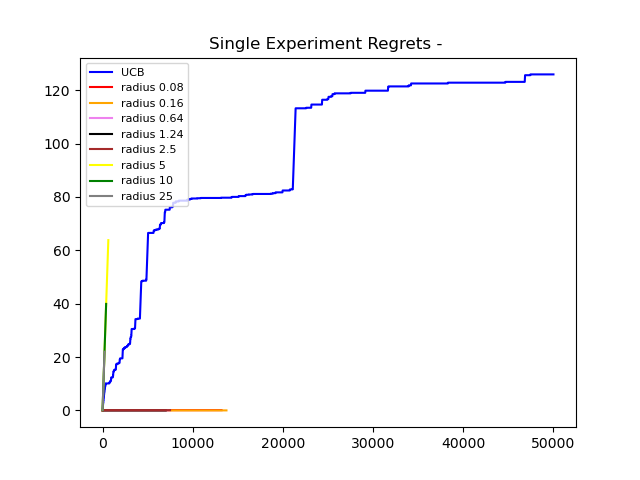 Single Experiment Regrets -
UCB
radius 0.08
radius 0.16
radius 0.64
radius 1.24
radius 2.5
radius 5
radius 10
radius 25
120
100
80
60
40
20
0
0 10000 20000 30000 40000 50000